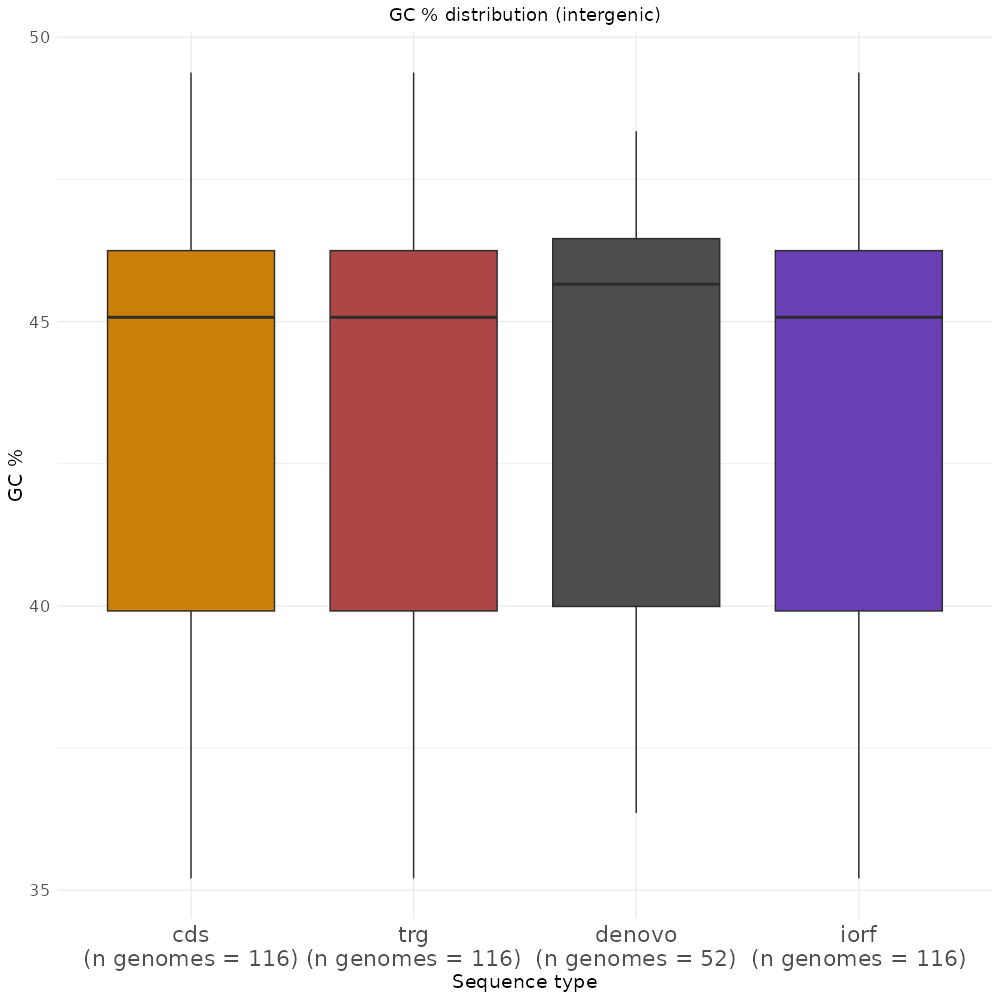 GC % distribution (intergenic)
50
45
40
35
GC %
cds
(n genomes = 116)
trg
(n genomes = 116)
denovo
(n genomes = 52)
iorf
(n genomes = 116)
Sequence type